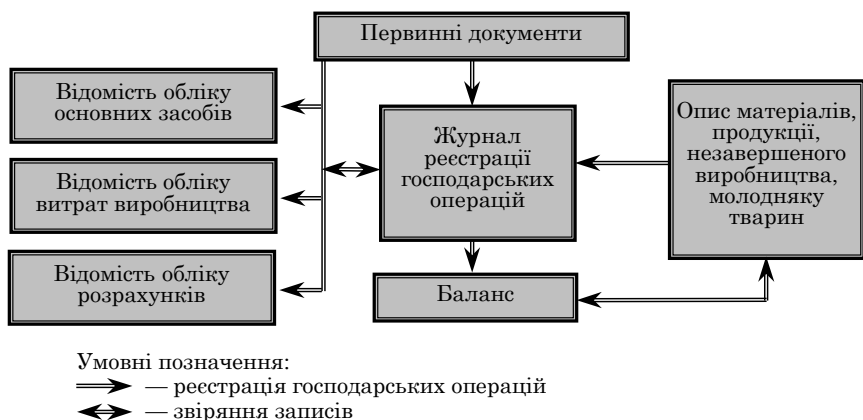 Первинні документи
Відомість обліку
основних засобів
Відомість обліку
витрат виробництва
Відомість обліку
розрахунків
Журнал
реєстрації
господарських
операцій
Баланс
Опис матеріалів,
продукції,
незавершеного
виробництва,
молодняку
тварин
Умовні позначення:
— реєстрація господарських операцій
— звіряння записів